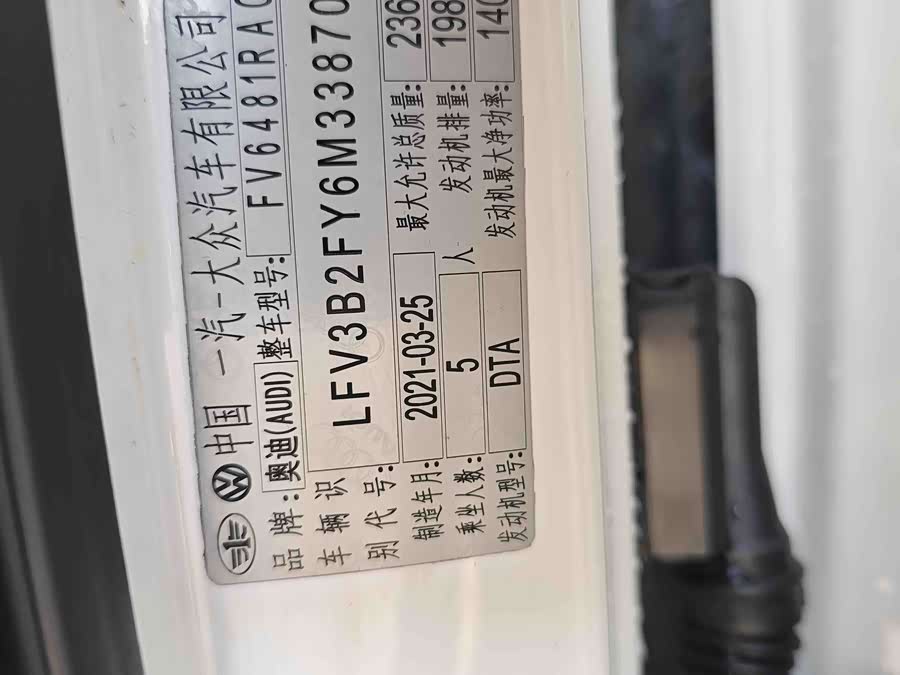 中国一汽-大众汽车有限公司
品牌:奥迪(AUDI) 整车型号: FV6481RAC
车辆识别代号: LFV3B2FY6M33870
制造年月: 2021-03-25 最大允许总质量: 236
乘坐人数: 5 人 发动机排量: 198
发动机型号: DTA 发动机最大净功率: 140